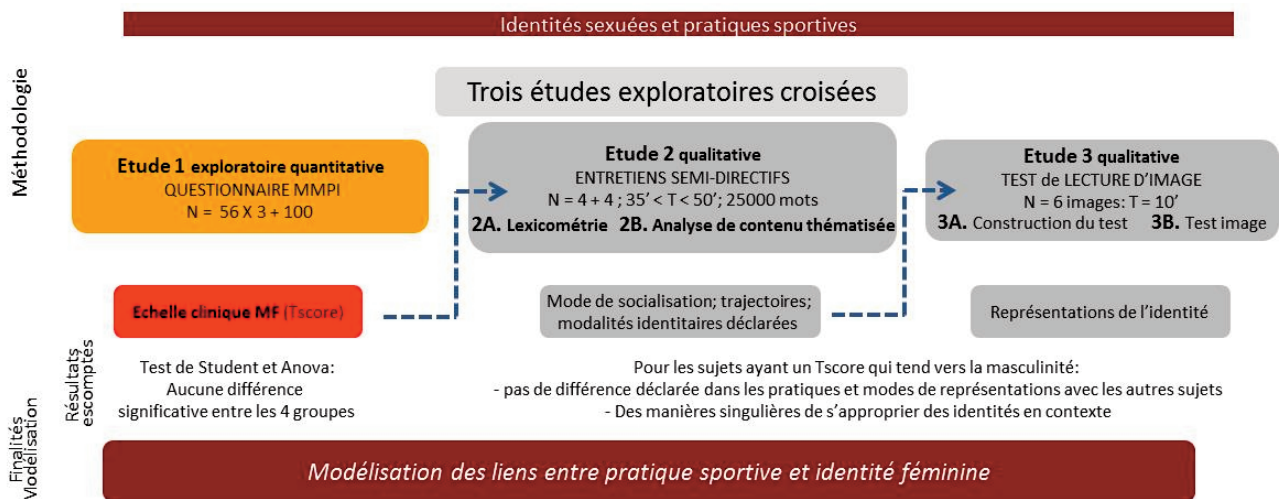 Identités sexuées et pratiques sportives
Méthodologie
Trois études exploratoires croisées
Etude 1 exploratoire quantitative
QUESTIONNAIRE MMPI
N = 56 X 3 + 100
Etude 2 qualitative
ENTRETIENS SEMI-DIRECTIFS
N = 4 + 4 ; 35’ < T < 50’; 25000 mots
2A. Lexicométrie 2B. Analyse de contenu thématisée
Etude 3 qualitative
TEST de LECTURE D’IMAGE
N = 6 images: T = 10’
3A. Construction du test 3B. Test image
Echelle clinique MF (Tscore)
Mode de socialisation; trajectoires;
modalités identitaires déclarées
Représentations de l’identité
Résultats
escomptés
Test de Student et Anova:
Aucune différence
significative entre les 4 groupes
Pour les sujets ayant un Tscore qui tend vers la masculinité:
- pas de différence déclarée dans les pratiques et modes de représentations avec les autres sujets
- Des manières singulières de s’approprier des identités en contexte
Finalités
Modélisation
Modélisation des liens entre pratique sportive et identité féminine